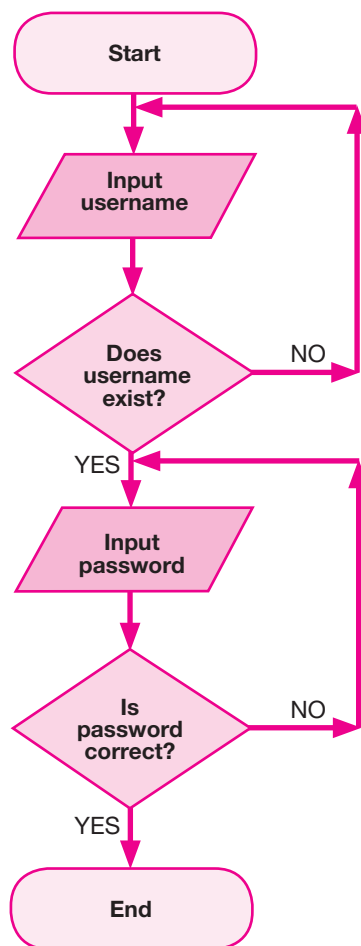 Start
Input
username
Does
username
exist?
NO
YES
Input
password
Is
password
correct?
NO
YES
End